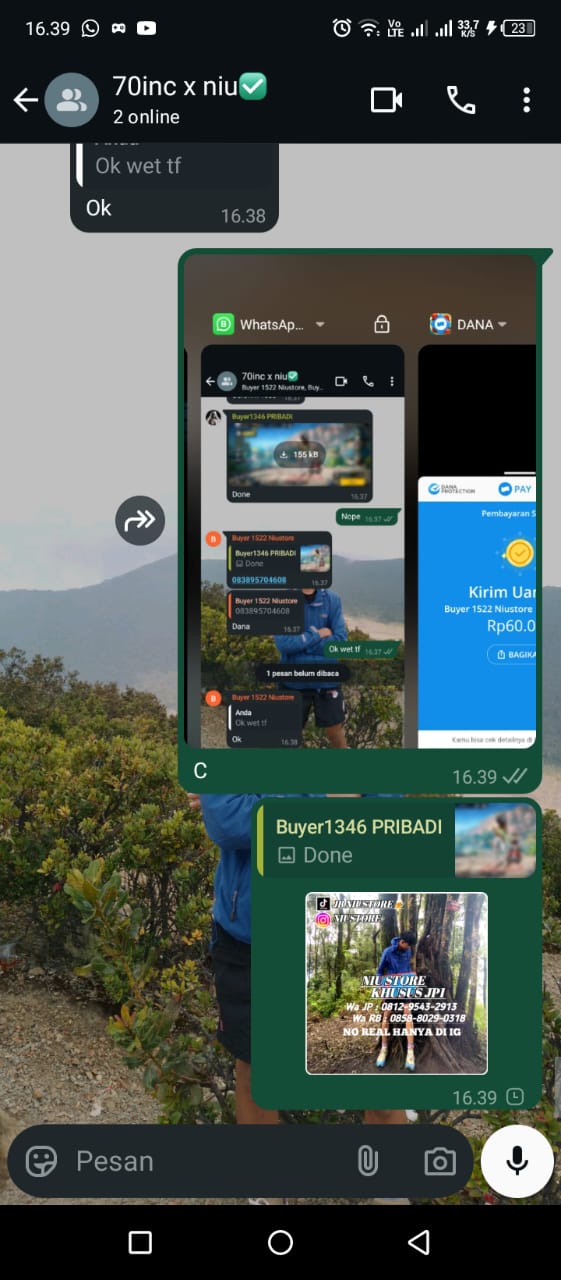 16.39
Vo
LTE
33,7
K/s
23
70inc x niu✅
2 online
Ok wet tf
Ok
16.38
WhatsAp...
DANA
70inc x niu✅
Buyer 1522 Niustore, Buy...
16.37
Buyer1346 PRIBADI
155 kB
Done
16.37
Nope
16.37
Buyer 1522 Niustore
Buyer1346 PRIBADI
Done
083895704608
16.37
Buyer 1522 Niustore
083895704608
Dana
16.37
Ok wet tf
16.37
1 pesan belum dibaca
Buyer 1522 Niustore
Anda
Ok wet tf
Ok
16.38
DANA
PROTECTION
PAY
Pembayaran S
Kirim Uan
Buyer 1522 Niustore
Rp60.0
BAGIKA
Kamu bisa cek detailnya di
C
16.39
Buyer1346 PRIBADI
Done
JB NIUSTORE
NIUSTORE
NIU STORE
KHUSUS JPI
Wa JP : 0812-9543-2913
Wa RB : 0858-8029-0318
NO REAL HANYA DI IG
16.39
Pesan